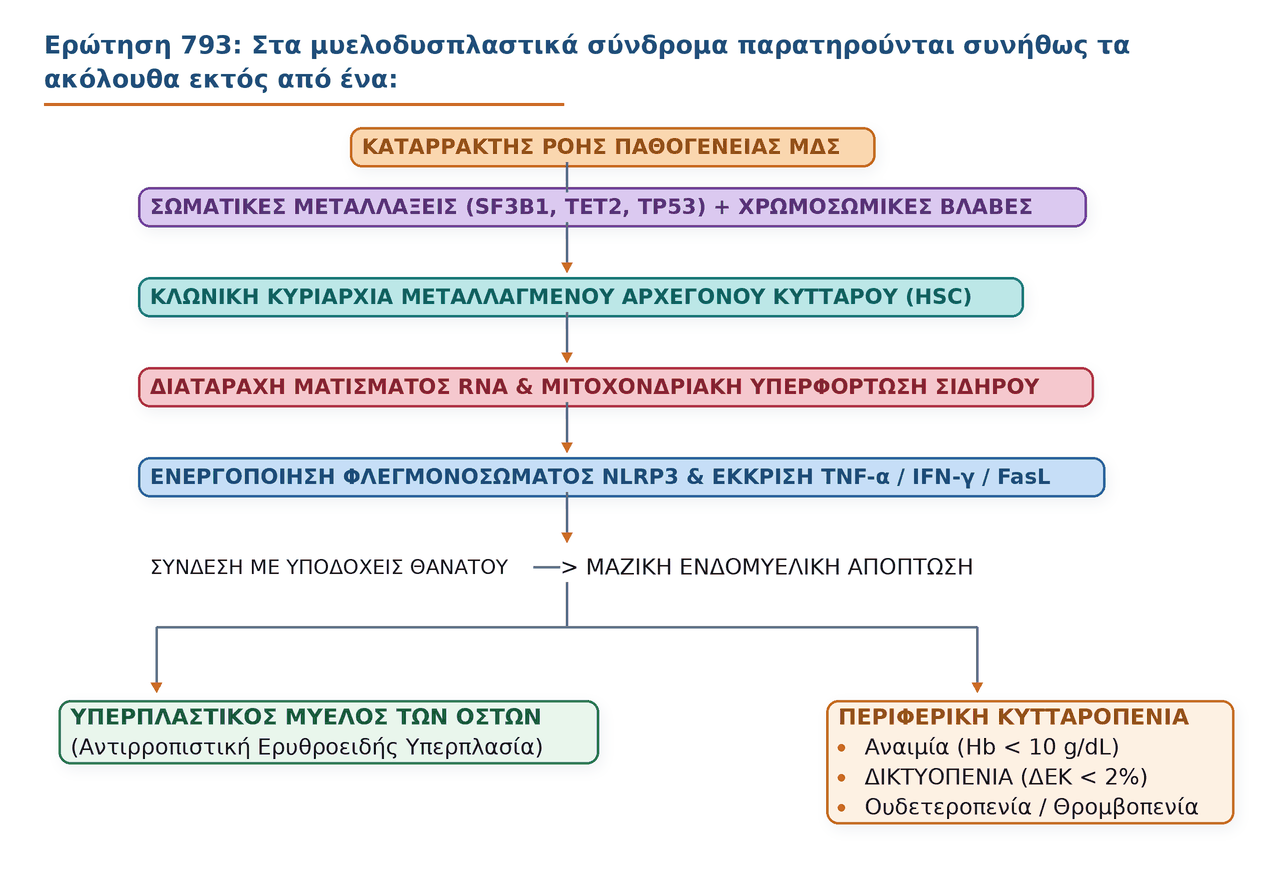 Ερώτηση 793: Στα μυελοδυσπλαστικά σύνδρομα παρατηρούνται συνήθως τα
ακόλουθα εκτός από ένα:
ΚΑΤΑΡΡΑΚΤΗΣ ΡΟΗΣ ΠΑΘΟΓΕΝΕΙΑΣ ΜΔΣ
ΣΩΜΑΤΙΚΕΣ ΜΕΤΑΛΛΑΞΕΙΣ (SF3B1, TET2, TP53) + ΧΡΩΜΟΣΩΜΙΚΕΣ ΒΛΑΒΕΣ
ΚΛΩΝΙΚΗ ΚΥΡΙΑΡΧΙΑ ΜΕΤΑΛΛΑΓΜΕΝΟΥ ΑΡΧΕΓΟΝΟΥ ΚΥΤΤΑΡΟΥ (HSC)
ΔΙΑΤΑΡΑΧΗ ΜΑΤΙΣΜΑΤΟΣ RNA & ΜΙΤΟΧΟΝΔΡΙΑΚΗ ΥΠΕΡΦΟΡΤΩΣΗ ΣΙΔΗΡΟΥ
ΕΝΕΡΓΟΠΟΙΗΣΗ ΦΛΕΓΜΟΝΟΣΩΜΑΤΟΣ NLRP3 & ΕΚΚΡΙΣΗ TNF-α / IFN-γ / FasL
ΣΥΝΔΕΣΗ ΜΕ ΥΠΟΔΟΧΕΙΣ ΘΑΝΑΤΟΥ —> ΜΑΖΙΚΗ ΕΝΔΟΜΥΕΛΙΚΗ ΑΠΟΠΤΩΣΗ
ΥΠΕΡΠΛΑΣΤΙΚΟΣ ΜΥΕΛΟΣ ΤΩΝ ΟΣΤΩΝ
(Αντιρροπιστική Ερυθροειδής Υπερπλασία)
ΠΕΡΙΦΕΡΙΚΗ ΚΥΤΤΑΡΟΠΕΝΙΑ
• Αναιμία (Hb < 10 g/dL)
• ΔΙΚΤΥΟΠΕΝΙΑ (ΔΕΚ < 2%)
• Ουδετεροπενία / Θρομβοπενία